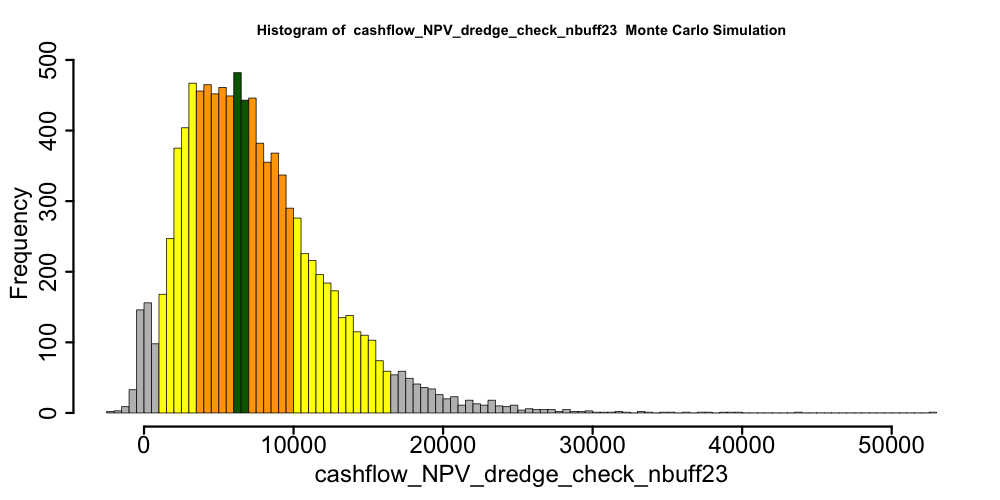 Histogram of  cashflow_NPV_dredge_check_nbuff23  Monte Carlo Simulation
500
400
300
200
100
0
Frequency
0 10000 20000 30000 40000 50000
cashflow_NPV_dredge_check_nbuff23